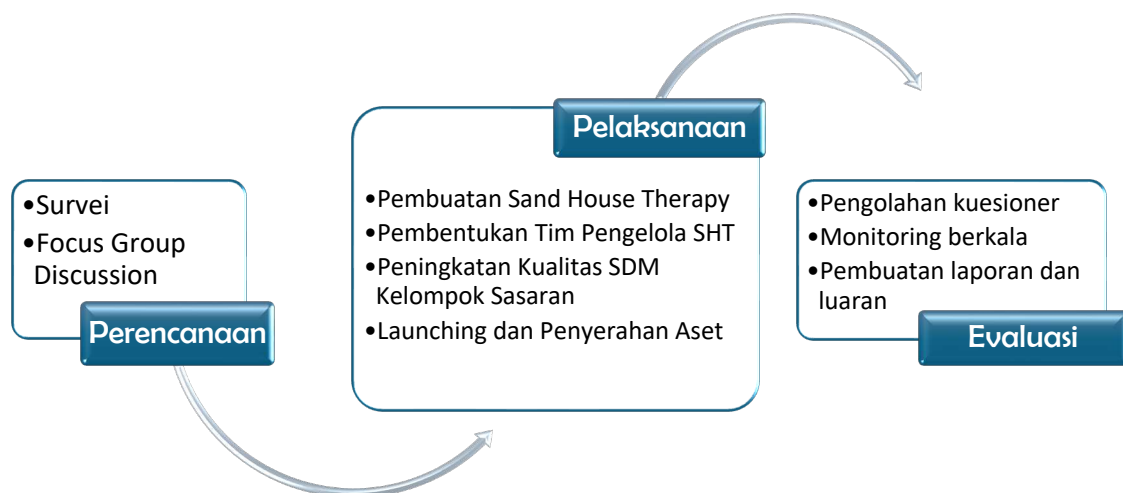 Perencanaan
•Survei
•Focus Group
Discussion
Pelaksanaan
•Pembuatan Sand House Therapy
•Pembentukan Tim Pengelola SHT
•Peningkatan Kualitas SDM
Kelompok Sasaran
•Launching dan Penyerahan Aset
Evaluasi
•Pengolahan kuesioner
•Monitoring berkala
•Pembuatan laporan dan
luaran